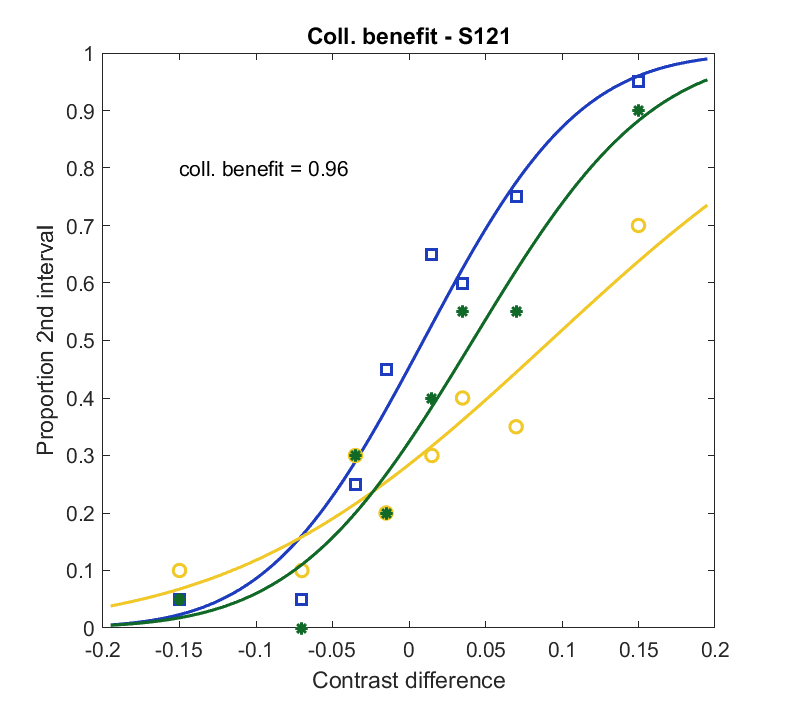 Coll. benefit - S121
1
0.9
0.8
coll. benefit = 0.96
0.7
0.6
0.5
0.4
0.3
0.2
0.1
0
Proportion 2nd interval
-0.2 -0.15 -0.1 -0.05 0 0.05 0.1 0.15 0.2
Contrast difference